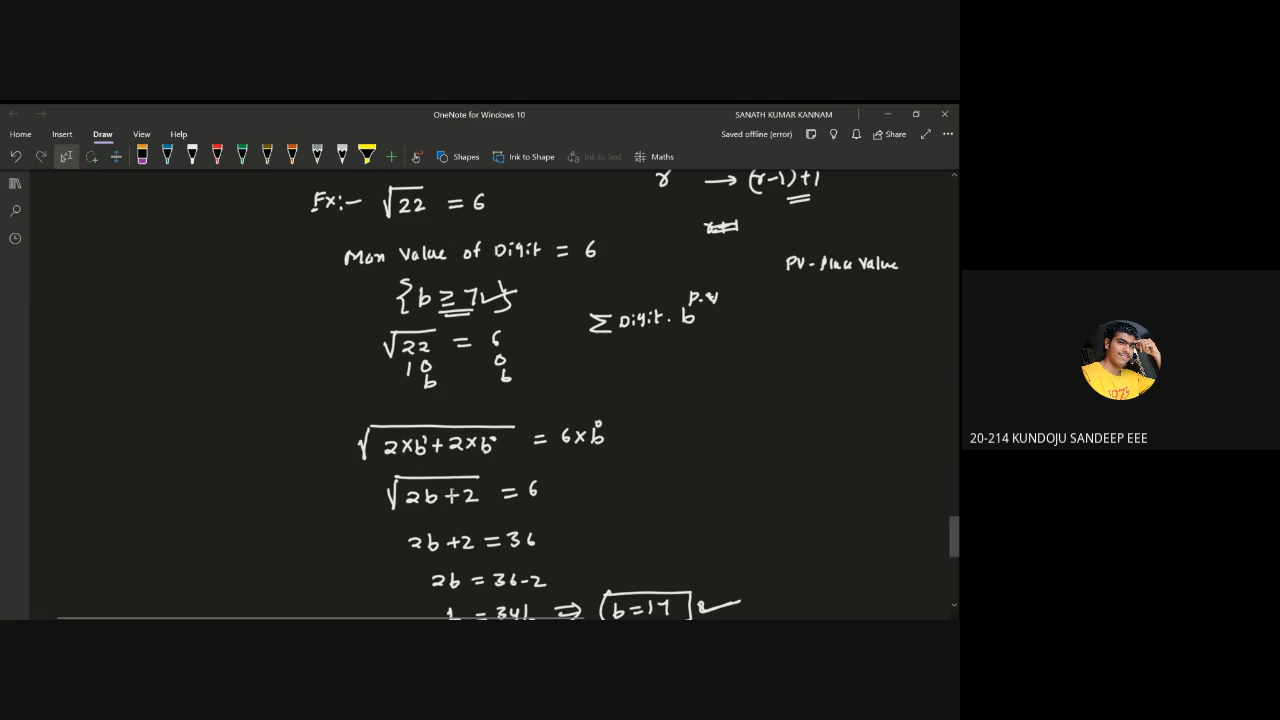 OneNote for Windows 10
SANATH KUMAR KANNAM
Home Insert Draw View Help
Saved offline (error) Share
Shapes Ink to Shape Ink to Text Maths
r → (r-1)+1
Ex:- √22 = 6
Max Value of Digit = 6
PV - Place Value
{b ≥ 7}
Σ Digit. b^P.V
√22 = 6
1 0 0
b b
√2×b¹+2×b⁰ = 6×b⁰
√2b+2 = 6
2b+2 = 36
2b = 36-2
⇒ b=17
20-214 KUNDOJU SANDEEP EEE